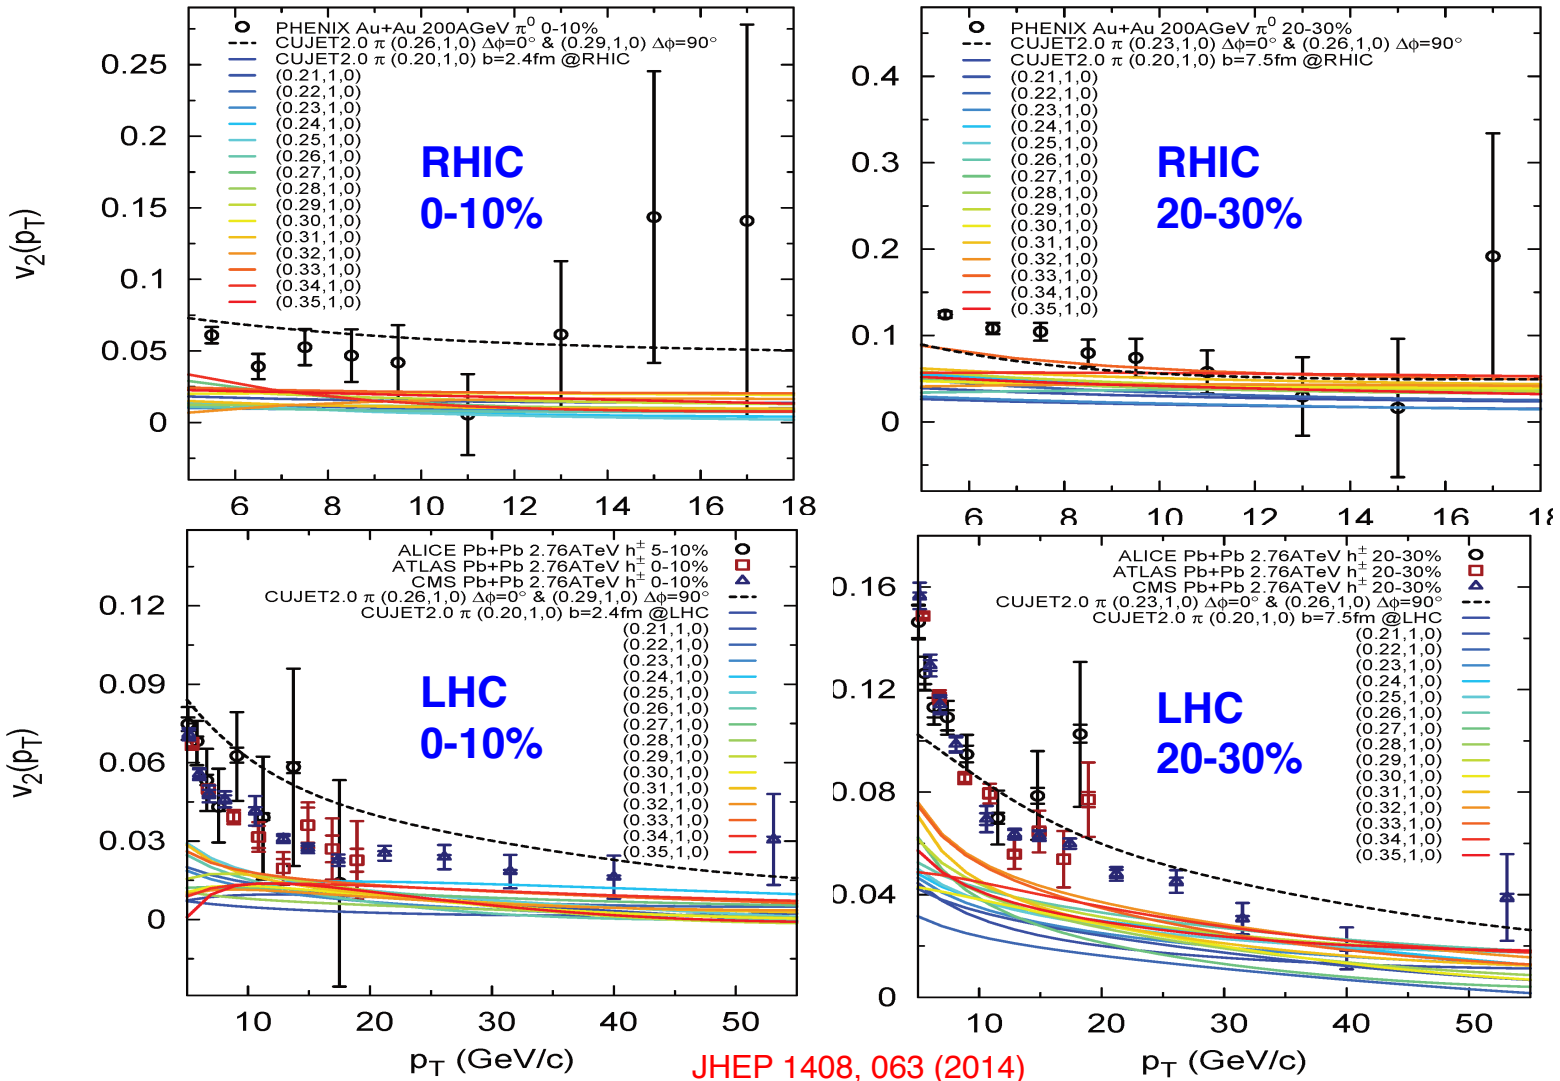 PHENIX Au+Au 200AGeV π⁰ 0-10%
CUJET2.0 π (0.26,1,0) Δϕ=0° & (0.29,1,0) Δϕ=90°
CUJET2.0 π (0.20,1,0) b=2.4fm @RHIC
(0.21,1,0)
(0.22,1,0)
(0.23,1,0)
(0.24,1,0)
(0.25,1,0)
(0.26,1,0)
(0.27,1,0)
(0.28,1,0)
(0.29,1,0)
(0.30,1,0)
(0.31,1,0)
(0.32,1,0)
(0.33,1,0)
(0.34,1,0)
(0.35,1,0)
RHIC
0-10%
v₂(p_T)
0.25
0.2
0.15
0.1
0.05
0
6 8 10 12 14 16 18
PHENIX Au+Au 200AGeV π⁰ 20-30%
CUJET2.0 π (0.23,1,0) Δϕ=0° & (0.26,1,0) Δϕ=90°
CUJET2.0 π (0.20,1,0) b=7.5fm @RHIC
(0.21,1,0)
(0.22,1,0)
(0.23,1,0)
(0.24,1,0)
(0.25,1,0)
(0.26,1,0)
(0.27,1,0)
(0.28,1,0)
(0.29,1,0)
(0.30,1,0)
(0.31,1,0)
(0.32,1,0)
(0.33,1,0)
(0.34,1,0)
(0.35,1,0)
RHIC
20-30%
0.4
0.3
0.2
0.1
0
6 8 10 12 14 16 18
ALICE Pb+Pb 2.76ATeV h± 5-10%
ATLAS Pb+Pb 2.76ATeV h± 0-10%
CMS Pb+Pb 2.76ATeV h± 0-10%
CUJET2.0 π (0.26,1,0) Δϕ=0° & (0.29,1,0) Δϕ=90°
CUJET2.0 π (0.20,1,0) b=2.4fm @LHC
(0.21,1,0)
(0.22,1,0)
(0.23,1,0)
(0.24,1,0)
(0.25,1,0)
(0.26,1,0)
(0.27,1,0)
(0.28,1,0)
(0.29,1,0)
(0.30,1,0)
(0.31,1,0)
(0.32,1,0)
(0.33,1,0)
(0.34,1,0)
(0.35,1,0)
LHC
0-10%
v₂(p_T)
0.12
0.09
0.06
0.03
0
10 20 30 40 50
p_T (GeV/c)
ALICE Pb+Pb 2.76ATeV h± 20-30%
ATLAS Pb+Pb 2.76ATeV h± 20-30%
CMS Pb+Pb 2.76ATeV h± 20-30%
CUJET2.0 π (0.23,1,0) Δϕ=0° & (0.26,1,0) Δϕ=90°
CUJET2.0 π (0.20,1,0) b=7.5fm @LHC
(0.21,1,0)
(0.22,1,0)
(0.23,1,0)
(0.24,1,0)
(0.25,1,0)
(0.26,1,0)
(0.27,1,0)
(0.28,1,0)
(0.29,1,0)
(0.30,1,0)
(0.31,1,0)
(0.32,1,0)
(0.33,1,0)
(0.34,1,0)
(0.35,1,0)
LHC
20-30%
0.16
0.12
0.08
0.04
0
10 20 30 40 50
p_T (GeV/c)
JHEP 1408, 063 (2014)